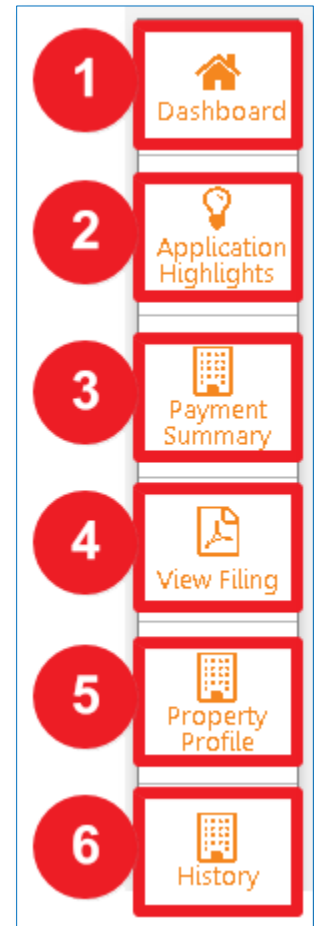 1
Dashboard
2
Application
Highlights
3
Payment
Summary
4
View Filing
5
Property
Profile
6
History